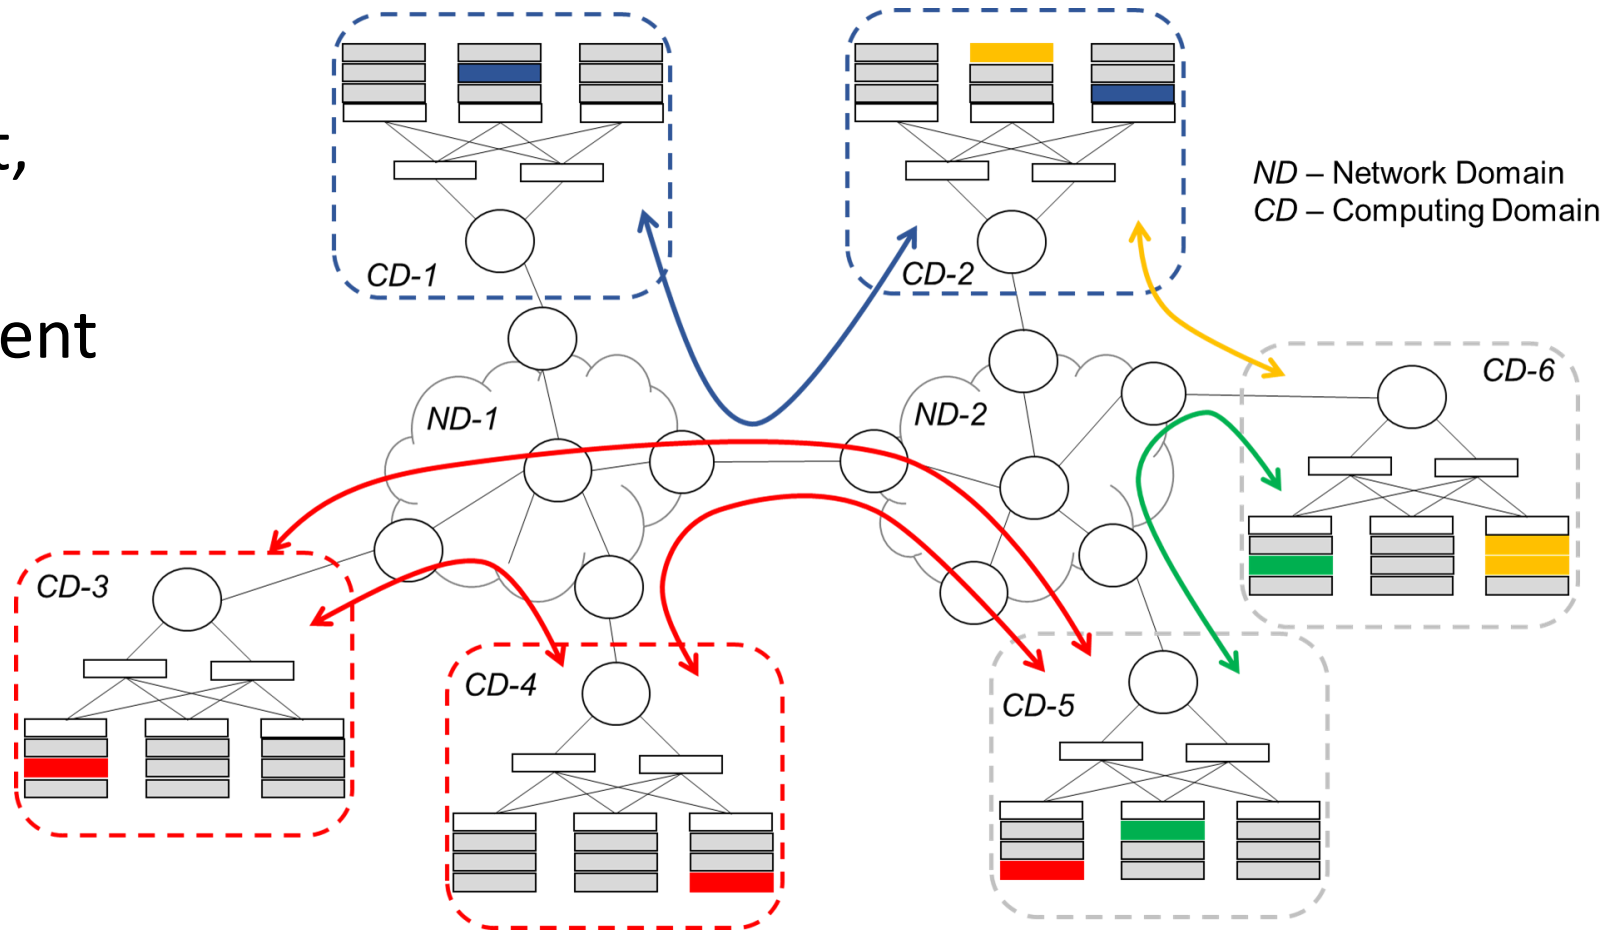 t,
ent
ND – Network Domain
CD – Computing Domain
CD-1
CD-2
CD-6
ND-1
ND-2
CD-3
CD-4
CD-5